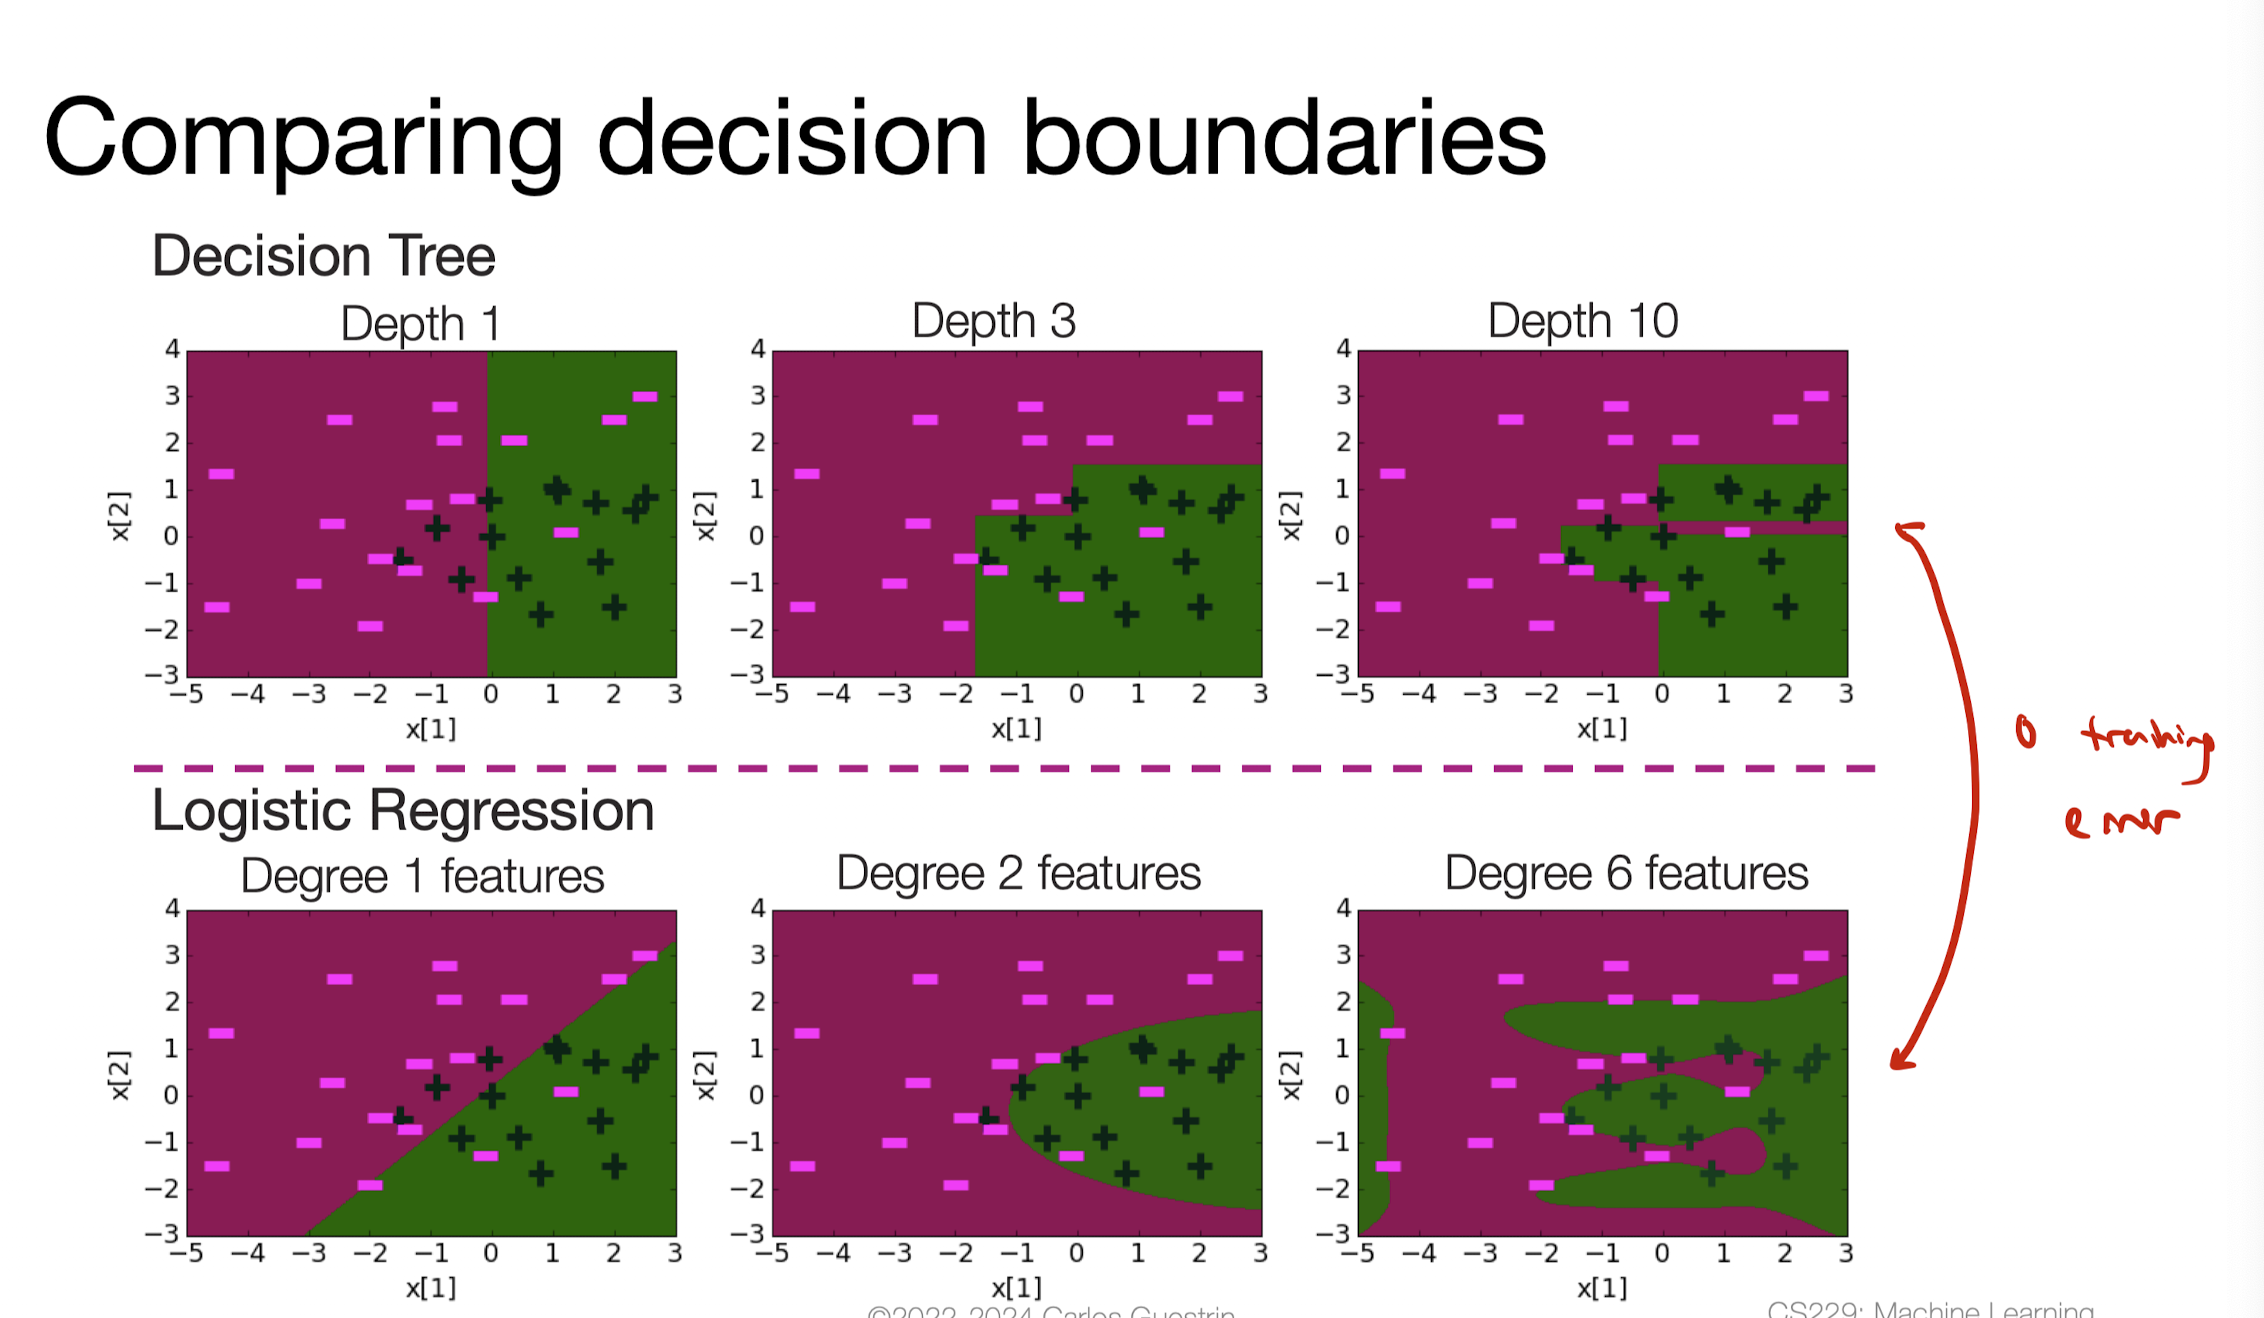 Comparing decision boundaries
Decision Tree
Depth 1
Depth 3
Depth 10
4
3
2
1
0
−1
−2
−3
−5 −4 −3 −2 −1 0 1 2 3
x[2]
x[1]
4
3
2
1
0
−1
−2
−3
−5 −4 −3 −2 −1 0 1 2 3
x[2]
x[1]
4
3
2
1
0
−1
−2
−3
−5 −4 −3 −2 −1 0 1 2 3
x[2]
x[1]
0 training
error
Logistic Regression
Degree 1 features
Degree 2 features
Degree 6 features
4
3
2
1
0
−1
−2
−3
−5 −4 −3 −2 −1 0 1 2 3
x[2]
x[1]
4
3
2
1
0
−1
−2
−3
−5 −4 −3 −2 −1 0 1 2 3
x[2]
x[1]
4
3
2
1
0
−1
−2
−3
−5 −4 −3 −2 −1 0 1 2 3
x[2]
x[1]
©2022-2024 Carlos Guestrin
CS229: Machine Learning